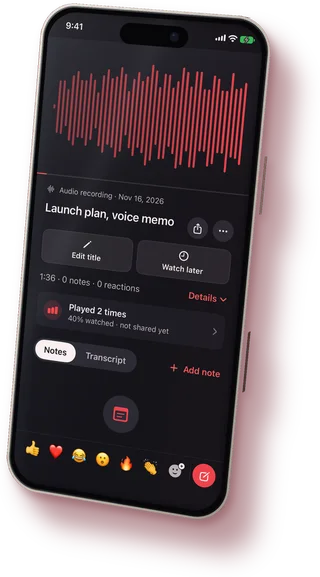 9:41
Audio recording · Nov 16, 2026
Launch plan, voice memo
Edit title
Watch later
1:36 · 0 notes · 0 reactions
Details
Played 2 times
40% watched · not shared yet
Notes
Transcript
+ Add note